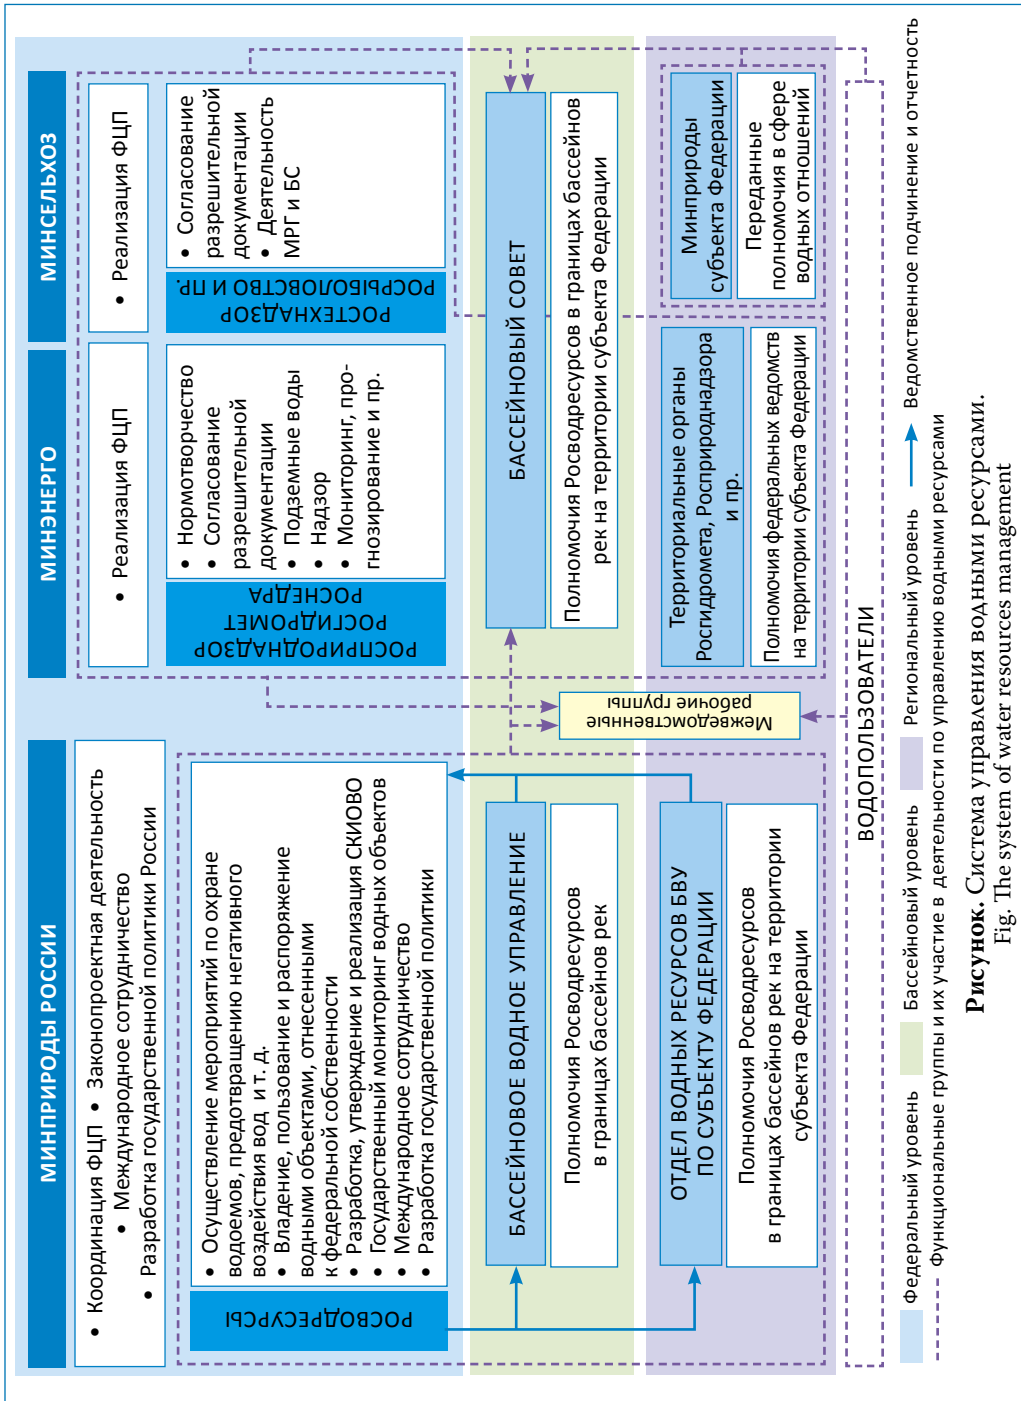 МИНПРИРОДЫ РОССИИ
• Координация ФЦП • Законопроектная деятельность
• Международное сотрудничество
• Разработка государственной политики России
РОСВОДРЕСУРСЫ
• Осуществление мероприятий по охране
водоемов, предотвращению негативного
воздействия вод и т. д.
• Владение, пользование и распоряжение
водными объектами, отнесенными
к федеральной собственности
• Разработка, утверждение и реализация СКИОВО
• Государственный мониторинг водных объектов
• Международное сотрудничество
• Разработка государственной политики
МИНЭНЕРГО
• Реализация ФЦП
РОСПРИРОДНАДЗОР
РОСГИДРОМЕТ
РОСНЕДРА
• Нормотворчество
• Согласование
разрешительной
документации
• Подземные воды
• Надзор
• Мониторинг, про-
гнозирование и пр.
МИНСЕЛЬХОЗ
• Реализация ФЦП
РОСТЕХНАДЗОР
РОСРЫБОЛОВСТВО И ПР.
• Согласование
разрешительной
документации
• Деятельность
МРГ и БС
БАССЕЙНОВОЕ ВОДНОЕ УПРАВЛЕНИЕ
Полномочия Росводресурсов
в границах бассейнов рек
БАССЕЙНОВЫЙ СОВЕТ
Полномочия Росводресурсов в границах бассейнов
рек на территории субъекта Федерации
Межведомственные
рабочие группы
ОТДЕЛ ВОДНЫХ РЕСУРСОВ БВУ
ПО СУБЪЕКТУ ФЕДЕРАЦИИ
Полномочия Росводресурсов
в границах бассейнов рек на территории
субъекта Федерации
Территориальные органы
Росгидромета, Росприроднадзора
и пр.
Полномочия федеральных ведомств
на территории субъекта Федерации
Минприроды
субъекта Федерации
Переданные
полномочия в сфере
водных отношений
ВОДОПОЛЬЗОВАТЕЛИ
Федеральный уровень
Бассейновый уровень
Региональный уровень
Ведомственное подчинение и отчетность
Функциональные группы и их участие в деятельности по управлению водными ресурсами
Рисунок. Система управления водными ресурсами.
Fig. The system of water resources management